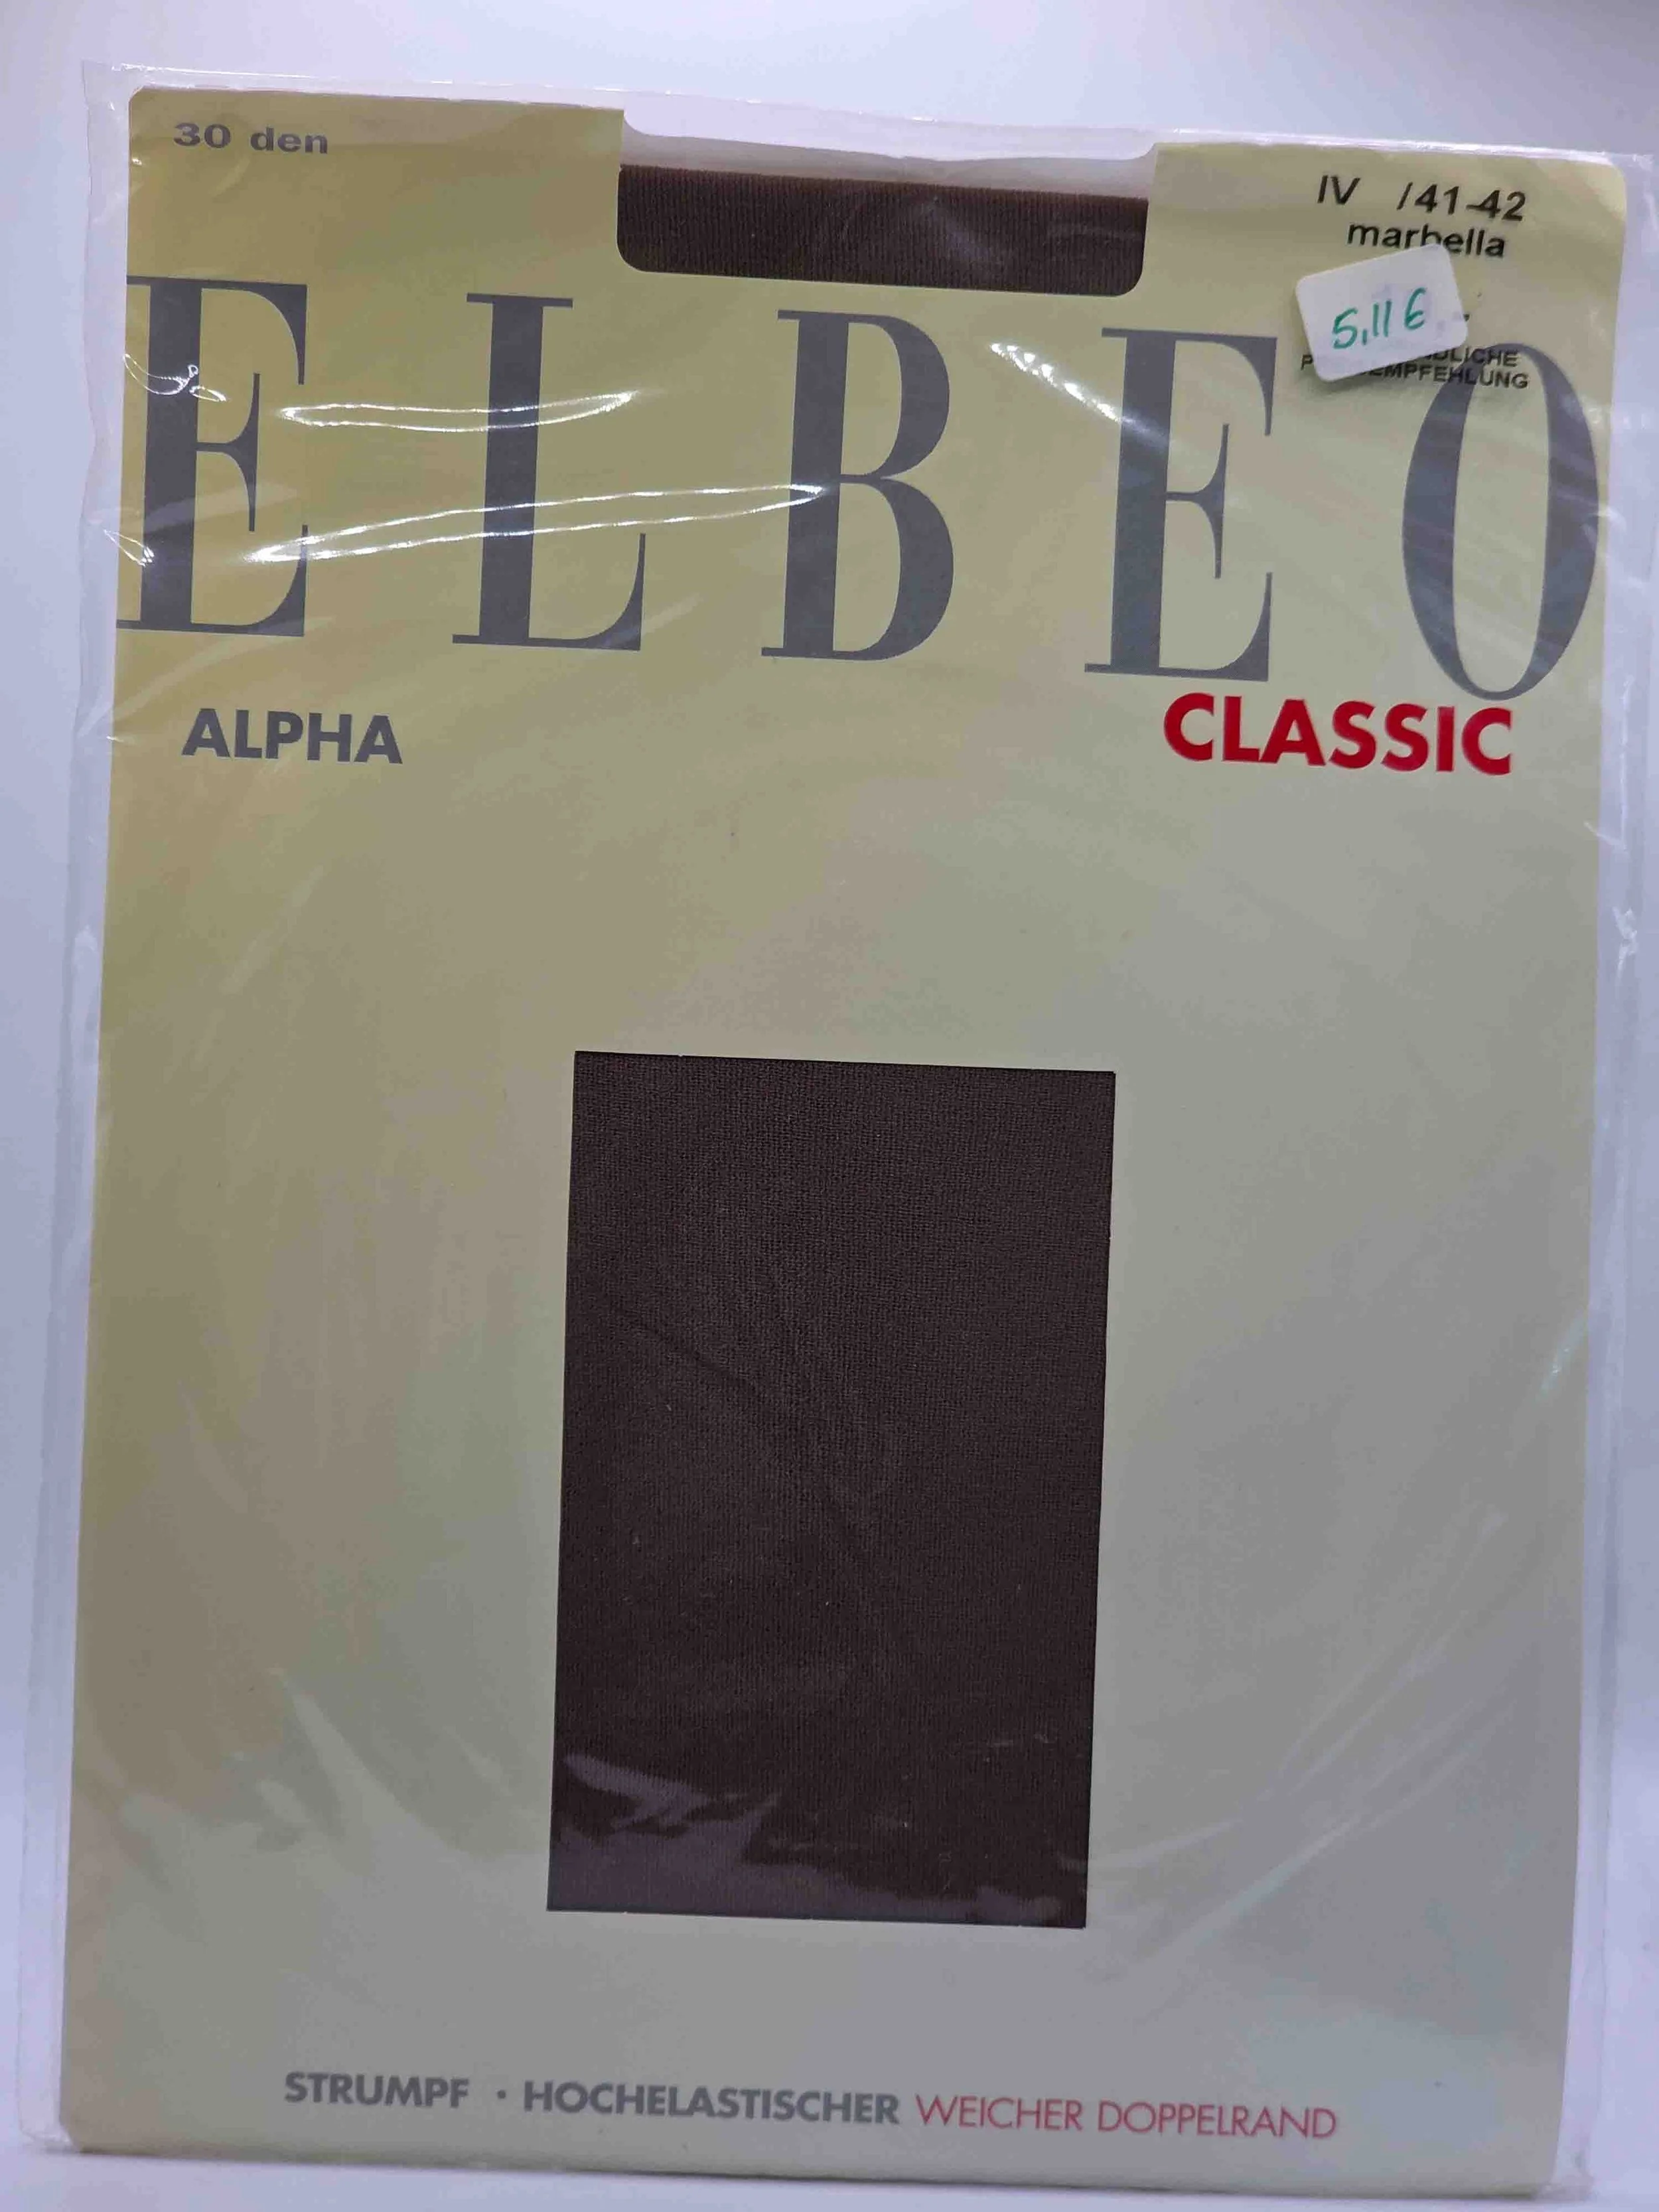 30 den
IV /41-42
marbella
5,11 €
ELBEO
ALPHA
CLASSIC
STRUMPF · HOCHELASTISCHER WEICHER DOPPELRAND